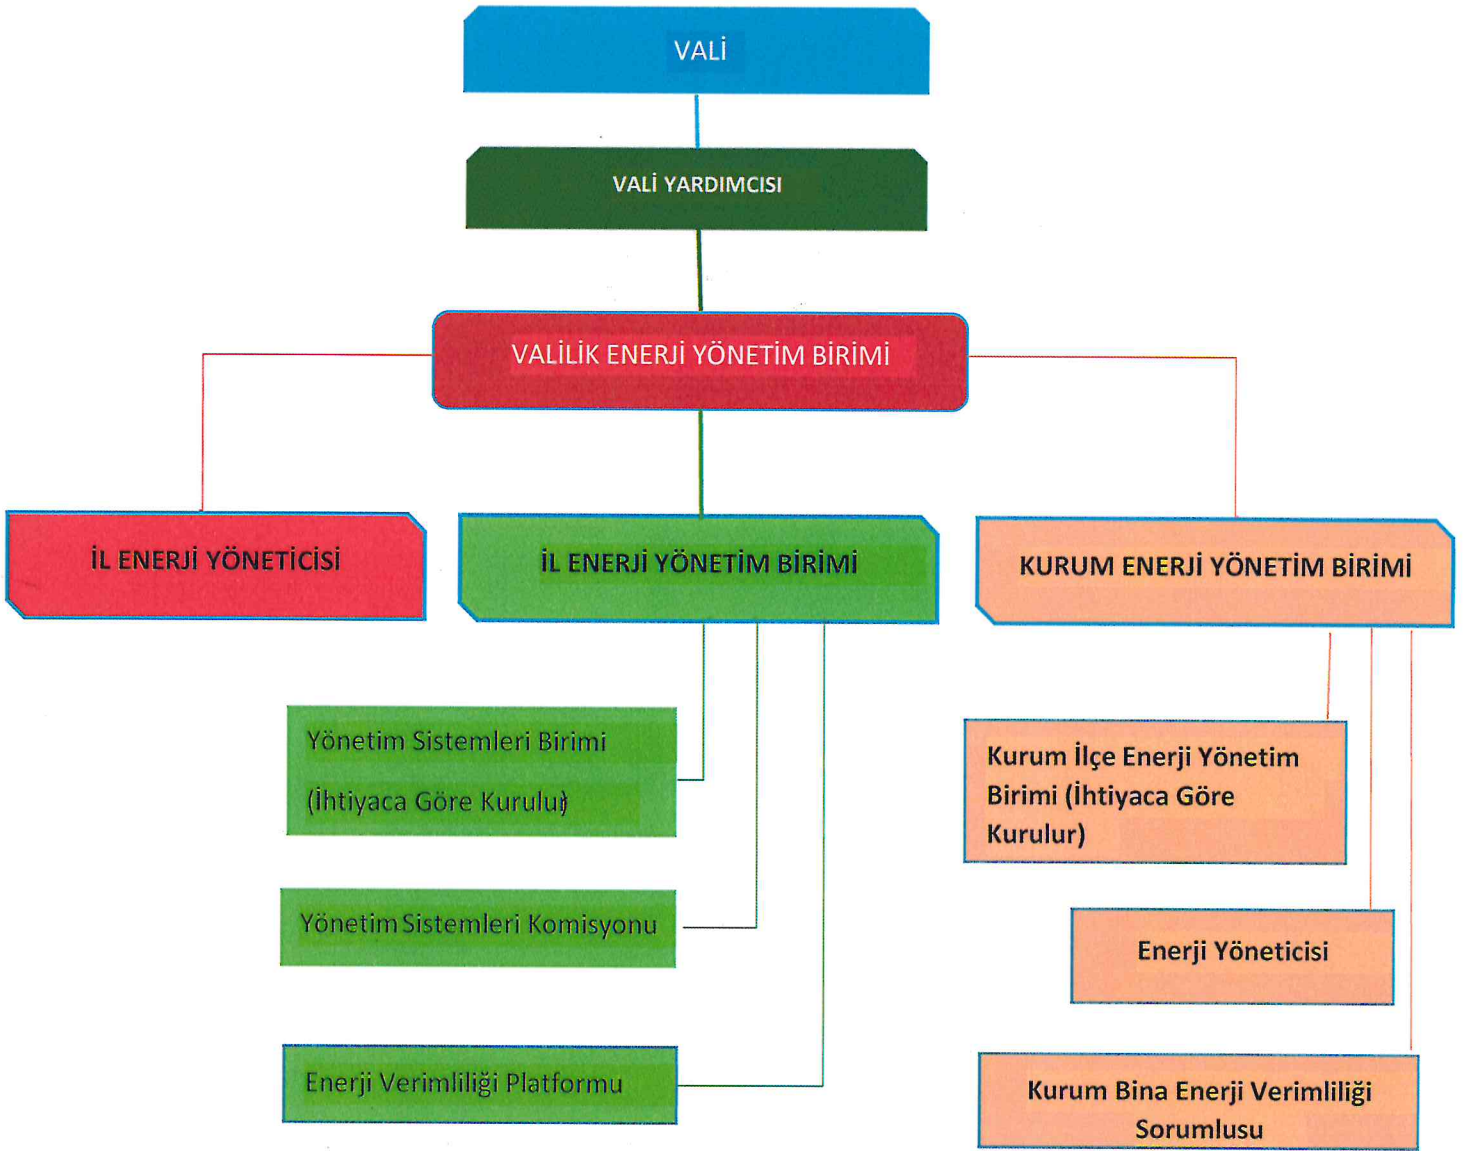 VALİ
VALİ YARDIMCISI
VALİLİK ENERJİ YÖNETİM BİRİMİ
İL ENERJİ YÖNETİCİSİ
İL ENERJİ YÖNETİM BİRİMİ
KURUM ENERJİ YÖNETİM BİRİMİ
Yönetim Sistemleri Birimi
(İhtiyaca Göre Kurulur)
Yönetim Sistemleri Komisyonu
Enerji Verimliliği Platformu
Kurum İlçe Enerji Yönetim
Birimi (İhtiyaca Göre
Kurulur)
Enerji Yöneticisi
Kurum Bina Enerji Verimliliği
Sorumlusu